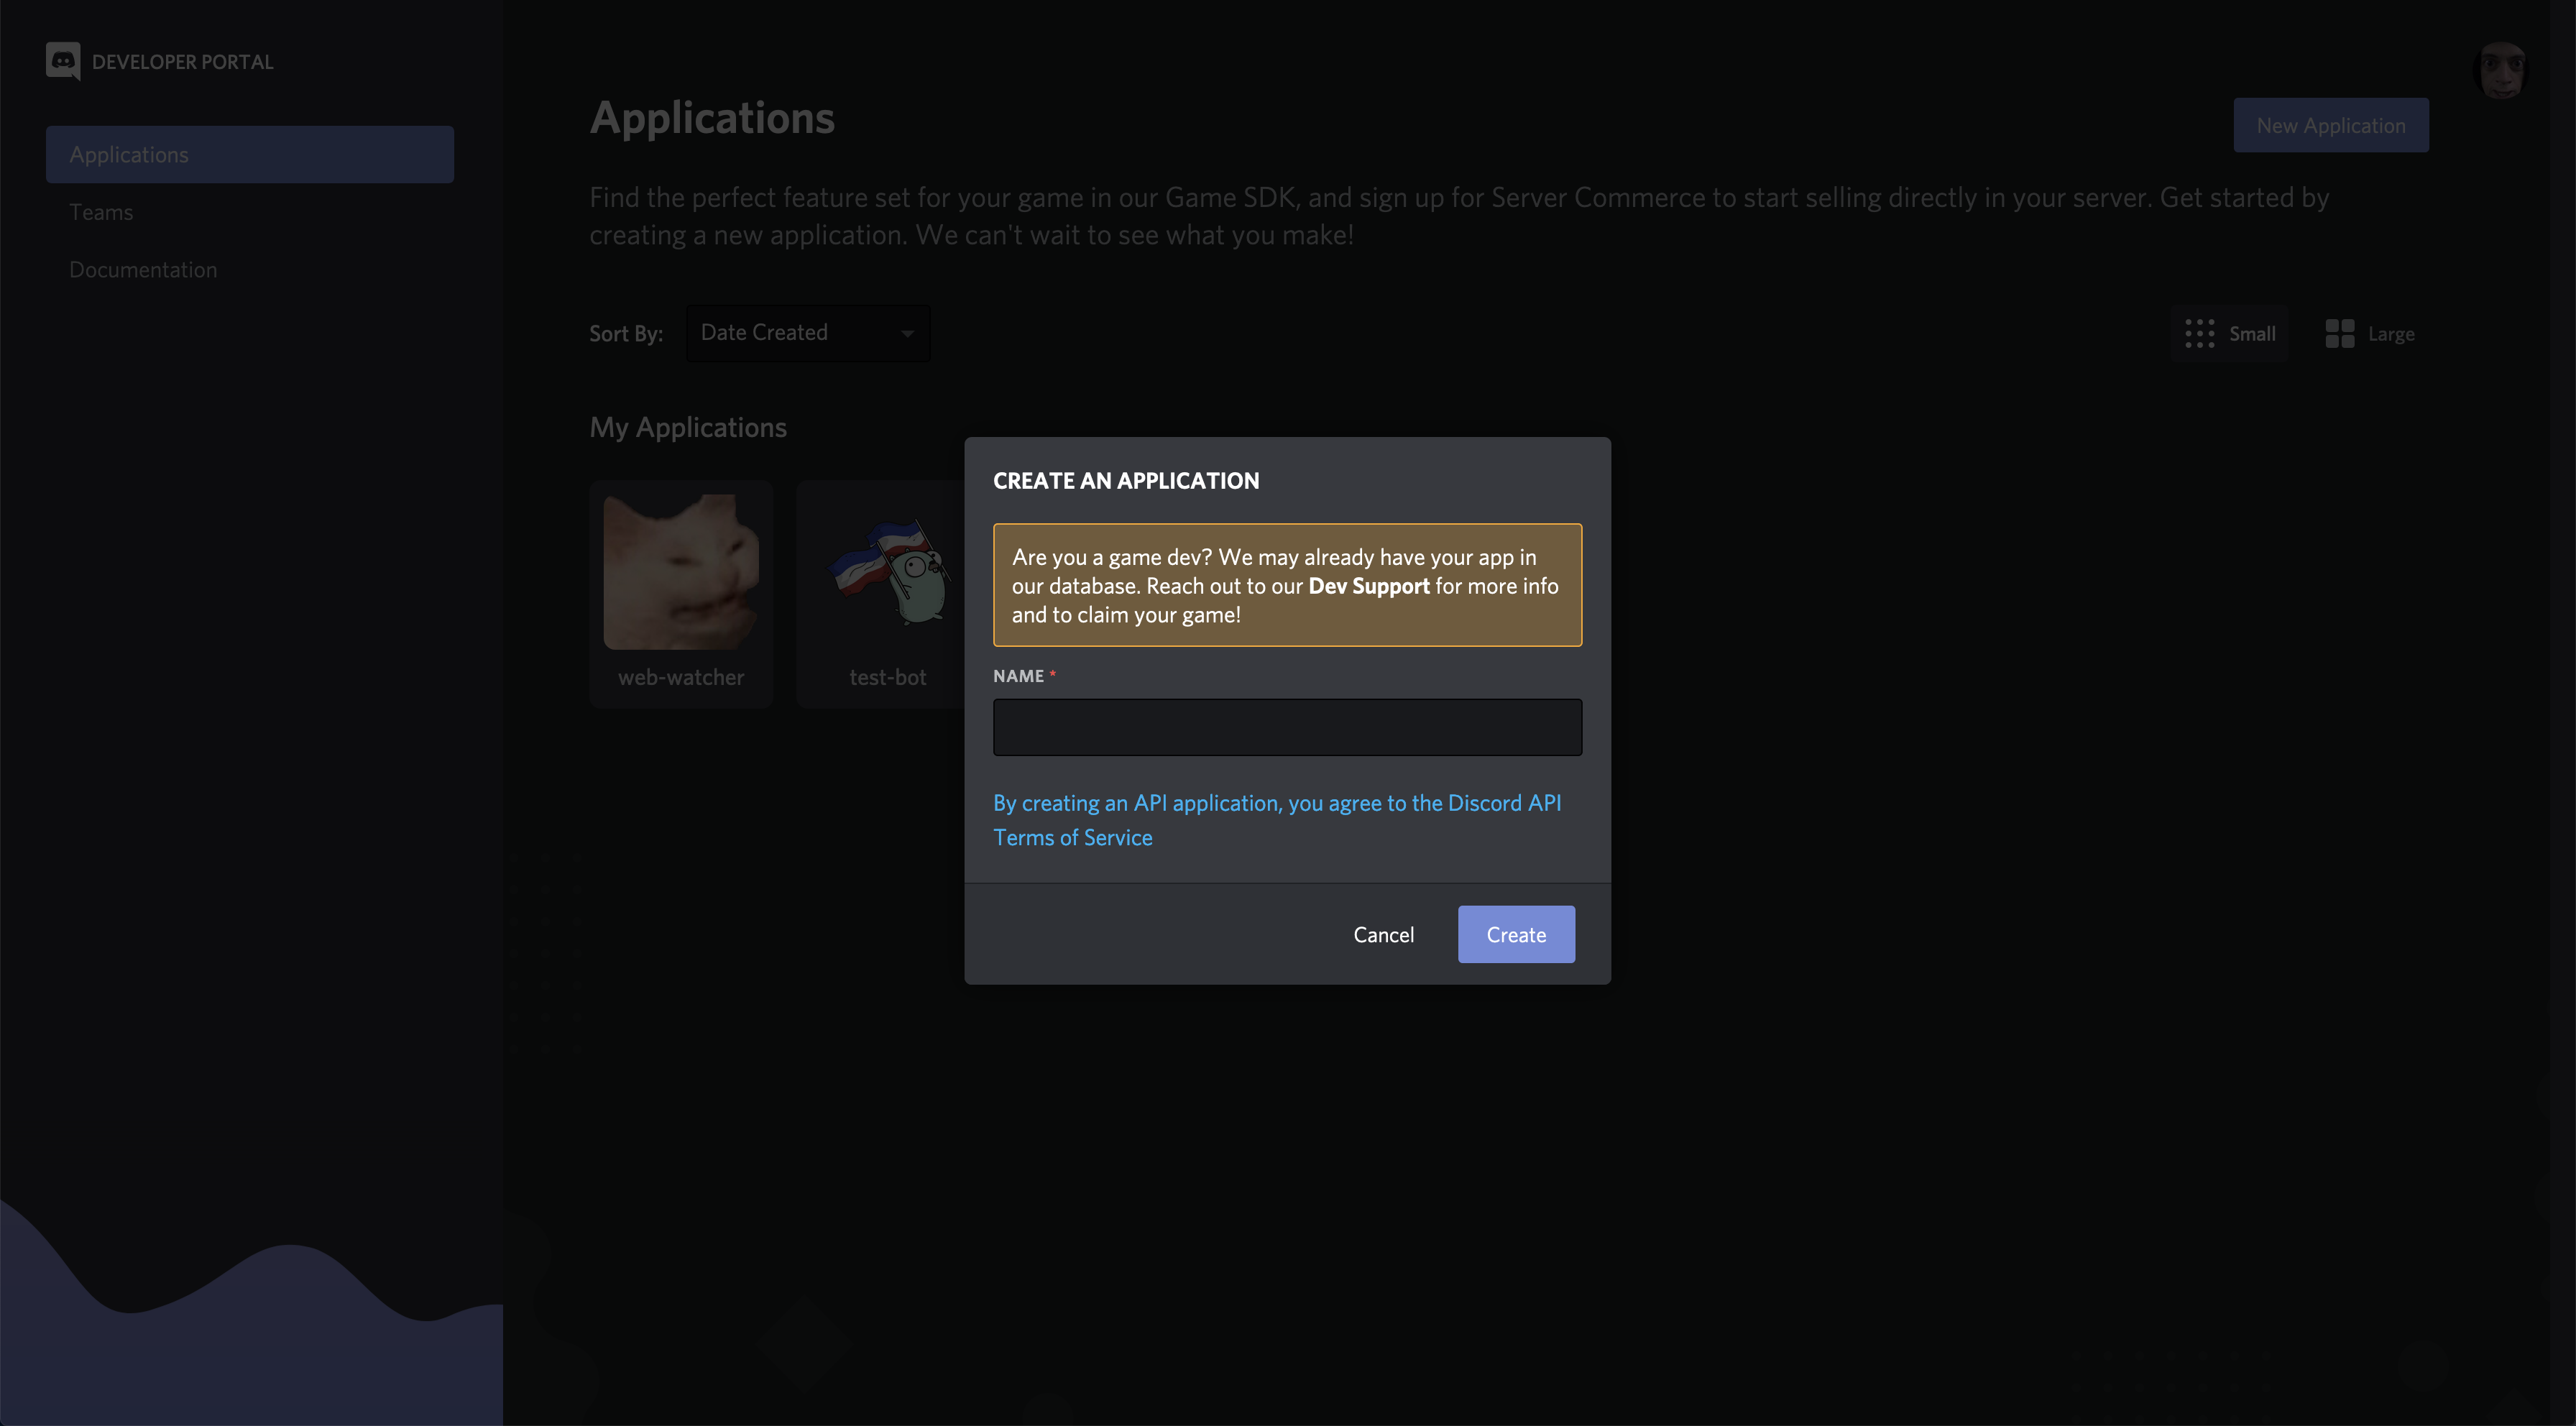 DEVELOPER PORTAL
Applications
Teams
Documentation
Applications
New Application
Find the perfect feature set for your game in our Game SDK, and sign up for Server Commerce to start selling directly in your server. Get started by
creating a new application. We can't wait to see what you make!
Sort By:
Date Created
Small
Large
My Applications
web-watcher
test-bot
CREATE AN APPLICATION
Are you a game dev? We may already have your app in
our database. Reach out to our Dev Support for more info
and to claim your game!
NAME *
By creating an API application, you agree to the Discord API
Terms of Service
Cancel
Create